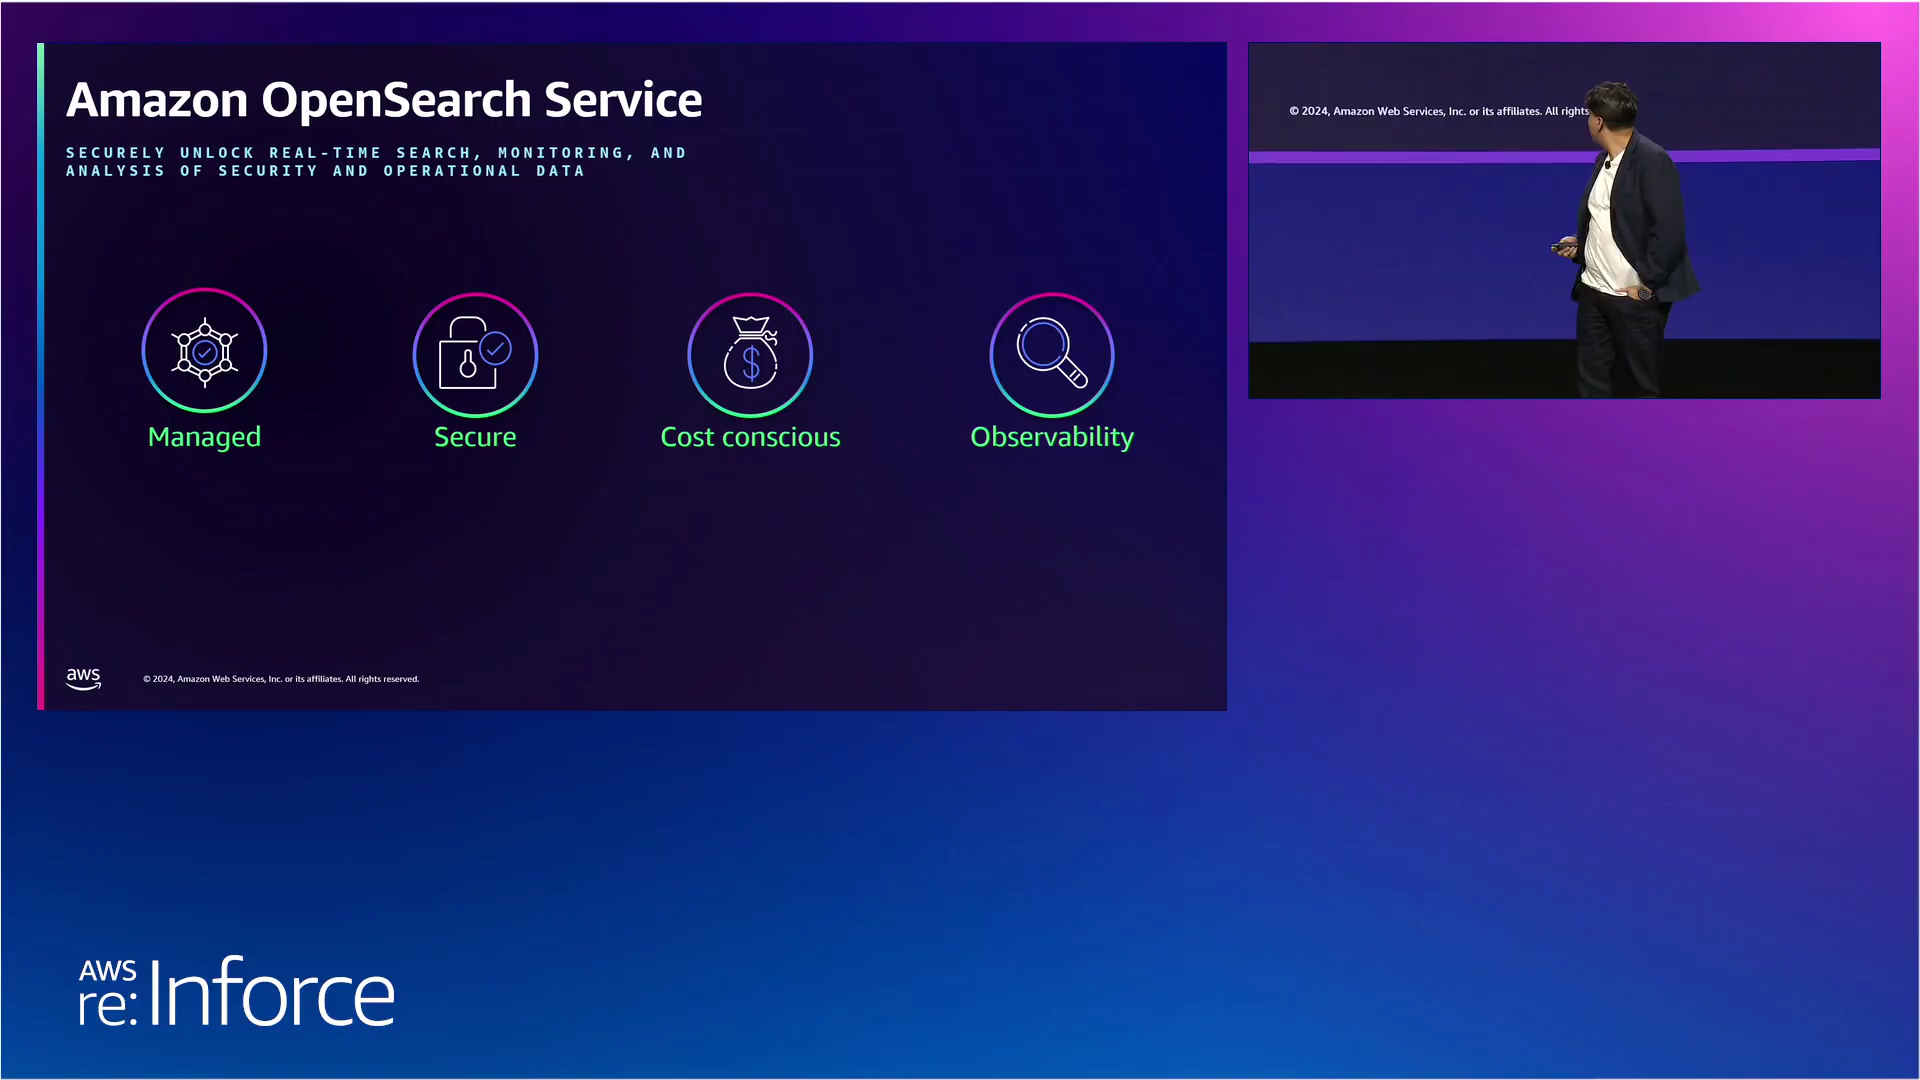 Amazon OpenSearch Service
SECURELY UNLOCK REAL-TIME SEARCH, MONITORING, AND
ANALYSIS OF SECURITY AND OPERATIONAL DATA
Managed
Secure
Cost conscious
Observability
aws
© 2024, Amazon Web Services, Inc. or its affiliates. All rights reserved.
© 2024, Amazon Web Services, Inc. or its affiliates. All rights
AWS
re:Inforce